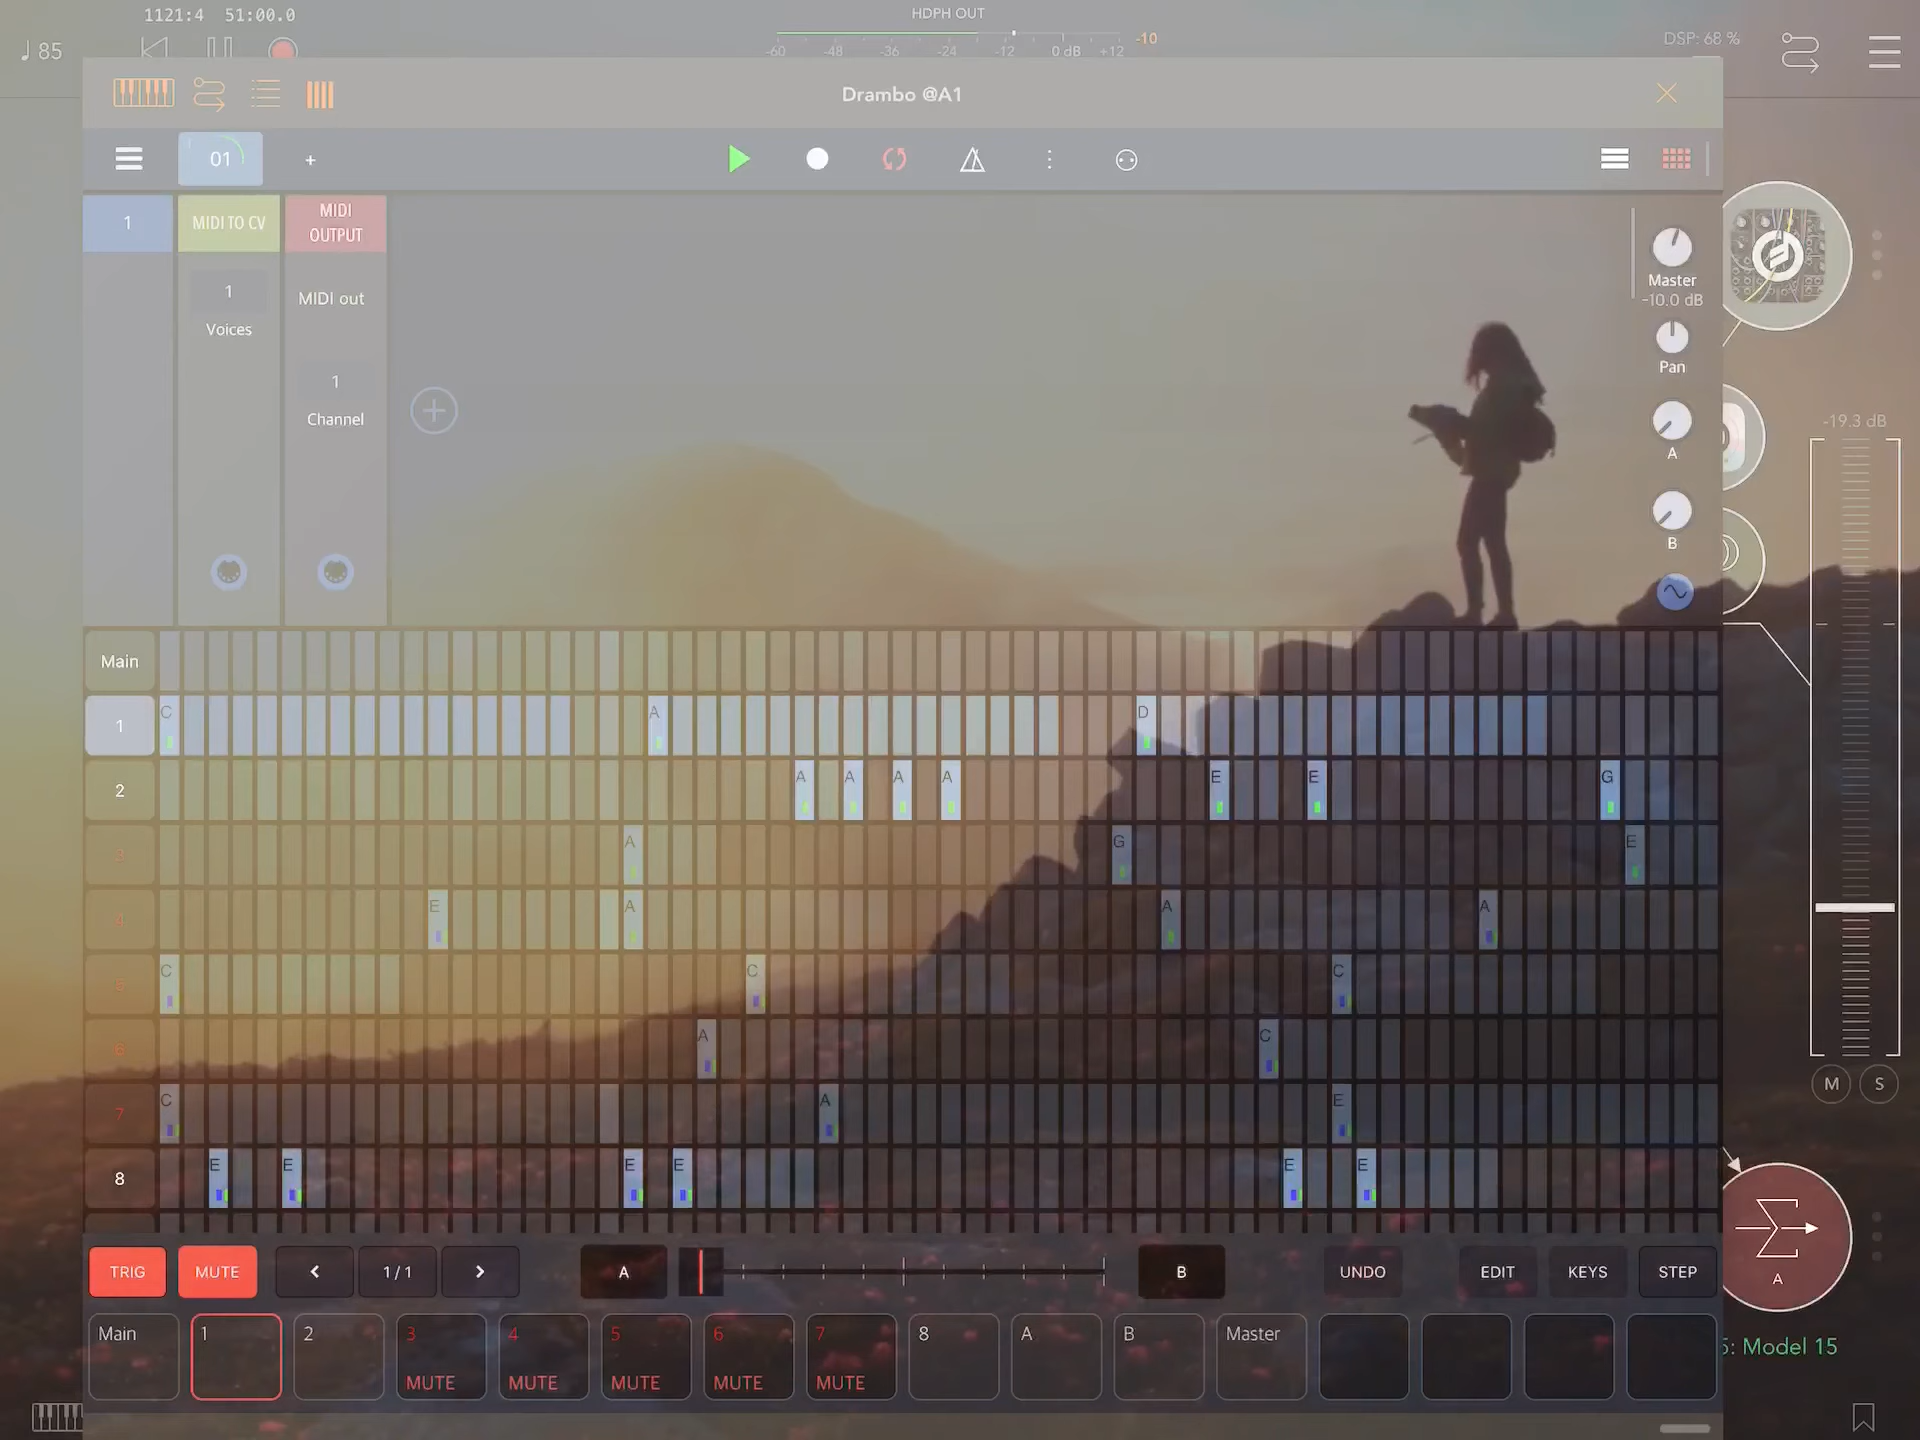 1121:4 51:00.0
HDPH OUT
♩ 85
-60 -48 -36 -24 -12 0 dB +12
-10
DSP: 68 %
Drambo @A1
01
+
1
MIDI TO CV
MIDI
OUTPUT
1
Voices
MIDI out
1
Channel
Master
-10.0 dB
Pan
A
B
-19.3 dB
Main
1
C A D
2
A A A A E E G
3
A G E
4
E A A A
5
C C C
6
A C
7
C A E
8
E E E E E E
M S
TRIG MUTE < 1 / 1 > A B UNDO EDIT KEYS STEP
Main 1 2 3 4 5 6 7 8 A B Master
MUTE MUTE MUTE MUTE MUTE
A
5: Model 15